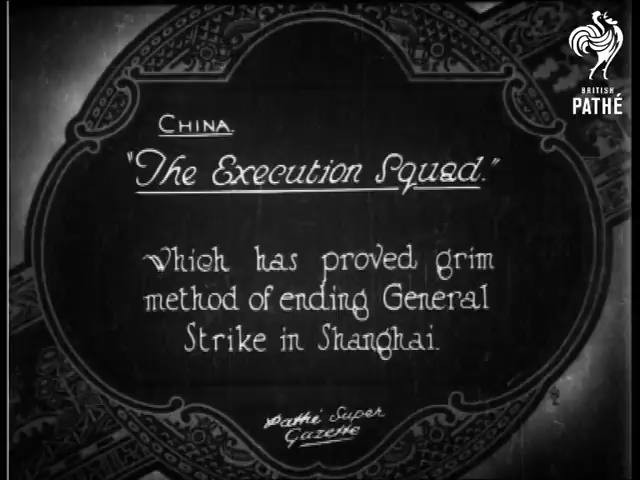 BRITISH
PATHÉ
CHINA.
"The Execution Squad."
Which has proved grim
method of ending General
Strike in Shanghai.
Pathé Super
Gazette